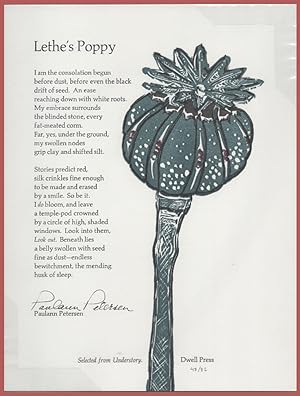 Lethe's Poppy
I am the consolation begun
before dust, before even the black
drift of seed. An ease
reaching down with white roots.
My embrace surrounds
the blinded stone, every
fat-meated corn.
Far, yes, under the ground,
my swollen nodes
grip clay and shifted silt.
Stories predict red,
silk crinkles fine enough
to be made and erased
by a smile. So be it.
I do bloom, and leave
a temple-pod crowned
by a circle of high, shaded
windows. Look into them,
Look out. Beneath lies
a belly swollen with seed
fine as dust—endless
bewitchment, the mending
husk of sleep.
Paulann Petersen
Paulann Petersen
Selected from Understory. Dwell Press